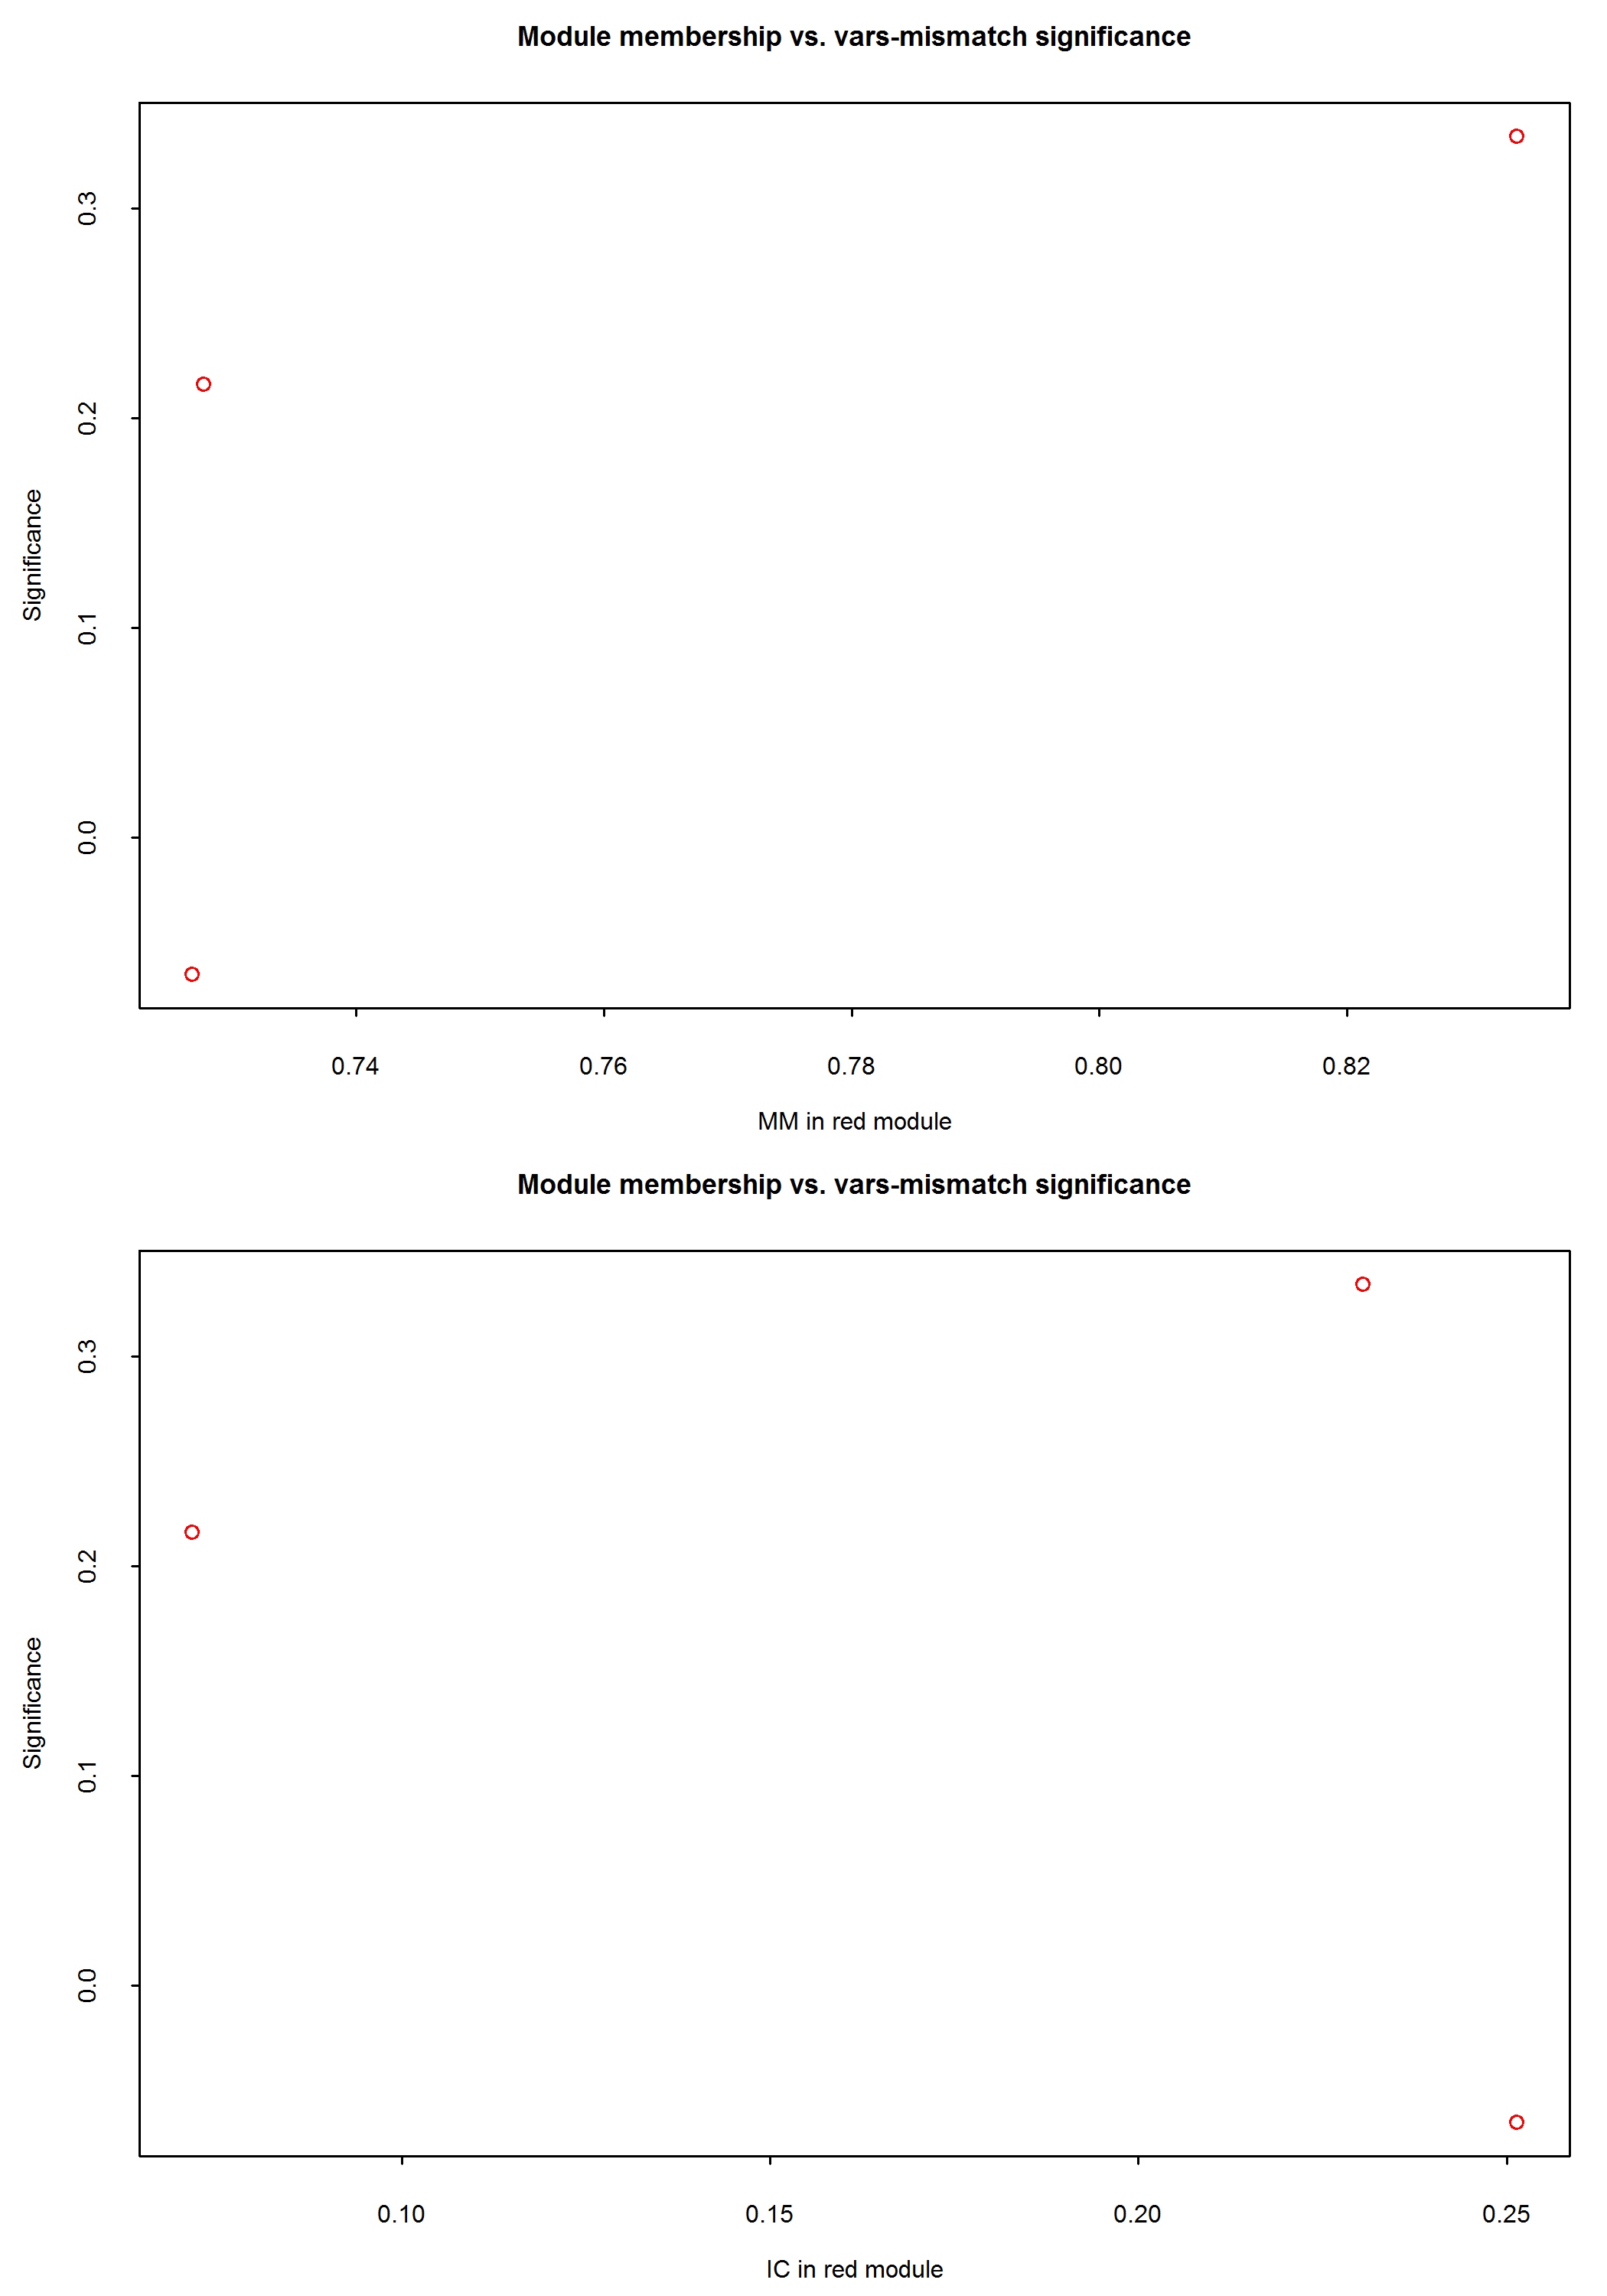 Module membership vs. vars-mismatch significance
0.3
0.2
0.1
0.0
Significance
0.74 0.76 0.78 0.80 0.82
MM in red module
Module membership vs. vars-mismatch significance
0.3
0.2
0.1
0.0
Significance
0.10 0.15 0.20 0.25
IC in red module